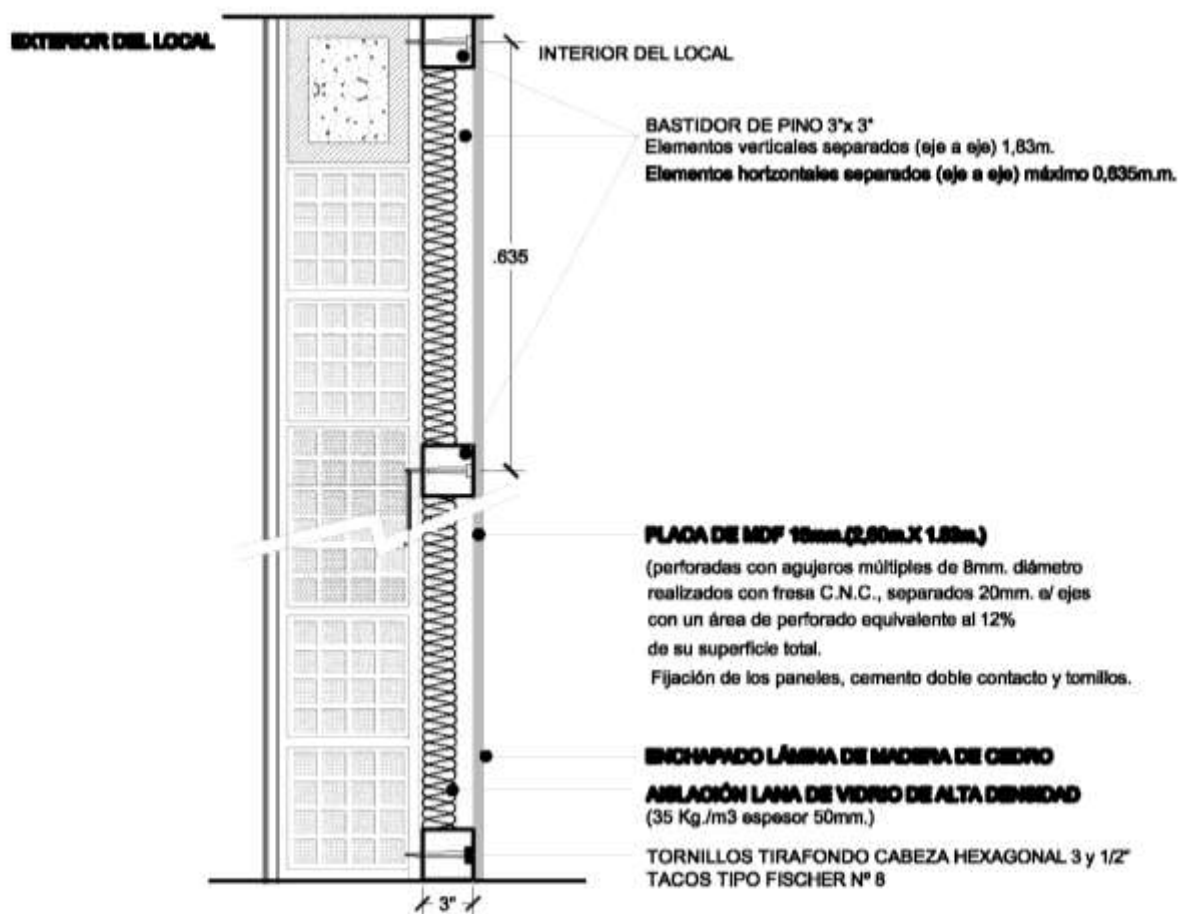 EXTERIOR DEL LOCAL
INTERIOR DEL LOCAL
BASTIDOR DE PINO 3"x 3"
Elementos verticales separados (eje a eje) 1,83m.
Elementos horizontales separados (eje a eje) máximo 0,635m.m.
.635
PLACA DE MDF 18mm.(2,60m.X 1.83m.)
(perforadas con agujeros múltiples de 8mm. diámetro
realizados con fresa C.N.C., separados 20mm. e/ ejes
con un área de perforado equivalente al 12%
de su superficie total.
Fijación de los paneles, cemento doble contacto y tornillos.
ENCHAPADO LÁMINA DE MADERA DE CEDRO
AISLACIÓN LANA DE VIDRIO DE ALTA DENSIDAD
(35 Kg./m3 espesor 50mm.)
TORNILLOS TIRAFONDO CABEZA HEXAGONAL 3 y 1/2"
TACOS TIPO FISCHER Nº 8
3"